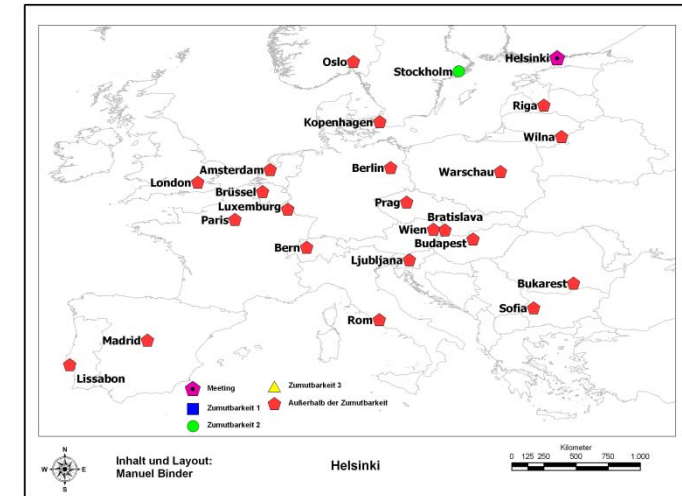 Oslo
Helsinki
Stockholm
Riga
Kopenhagen
Wilna
Amsterdam
Berlin
Warschau
London
Brüssel
Luxemburg
Prag
Paris
Bratislava
Wien
Budapest
Bern
Ljubljana
Bukarest
Sofia
Rom
Madrid
Lissabon
Meeting
Zumutbarkeit 3
Zumutbarkeit 1
Außerhalb der Zumutbarkeit
Zumutbarkeit 2
N
W E
S
Inhalt und Layout:
Manuel Binder
Helsinki
Kilometer
0 125 250 500 750 1.000